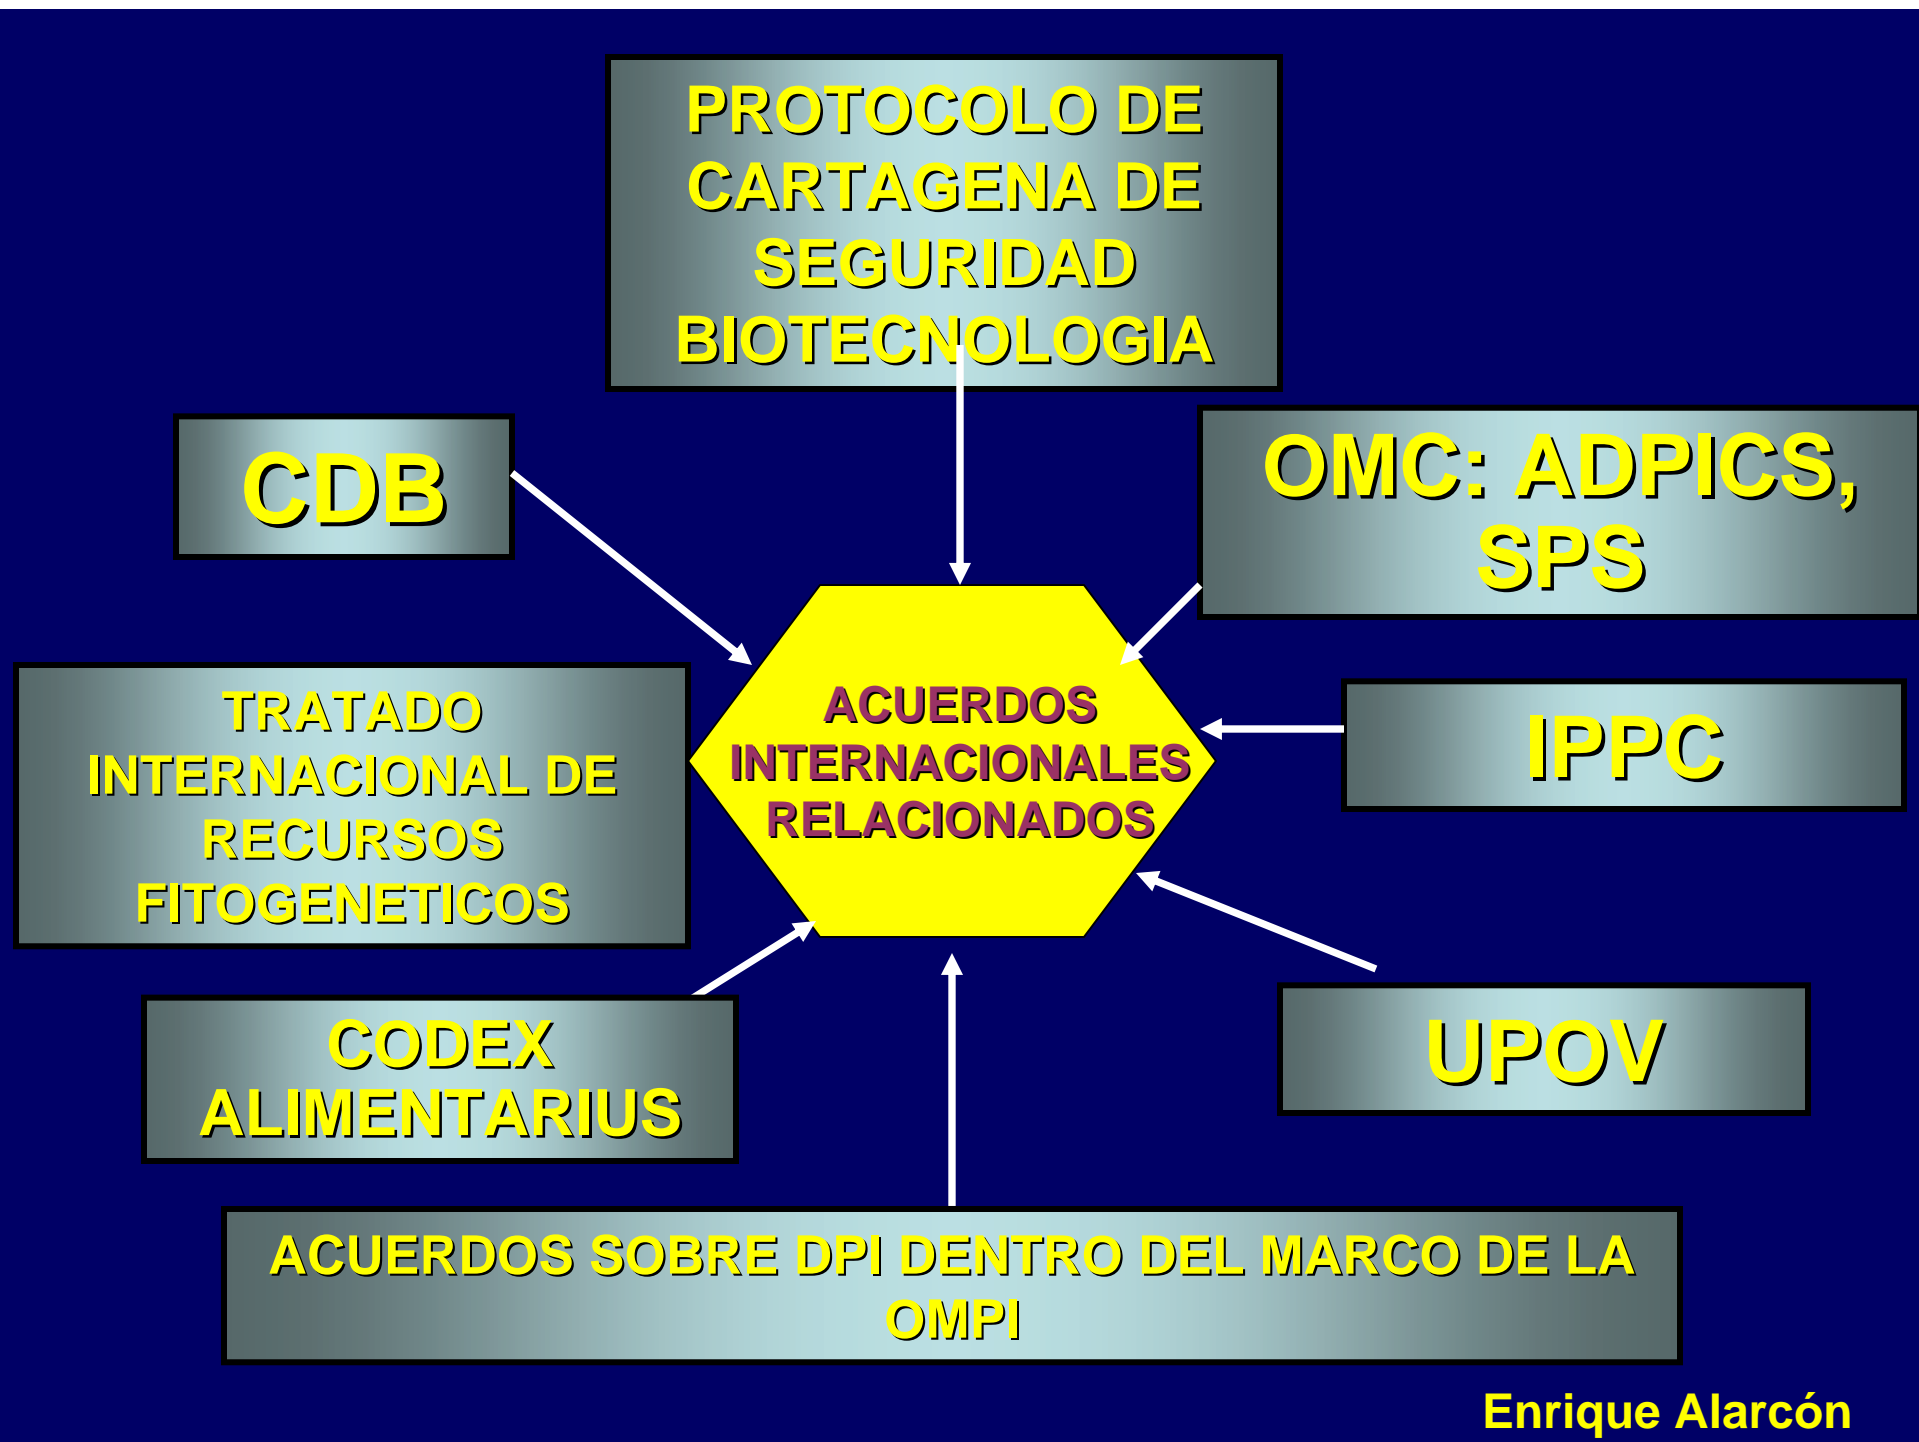 PROTOCOLO DE
CARTAGENA DE
SEGURIDAD
BIOTECNOLOGIA
CDB
OMC: ADPICS,
SPS
TRATADO
INTERNACIONAL DE
RECURSOS
FITOGENETICOS
ACUERDOS
INTERNACIONALES
RELACIONADOS
IPPC
CODEX
ALIMENTARIUS
UPOV
ACUERDOS SOBRE DPI DENTRO DEL MARCO DE LA
OMPI
Enrique Alarcón